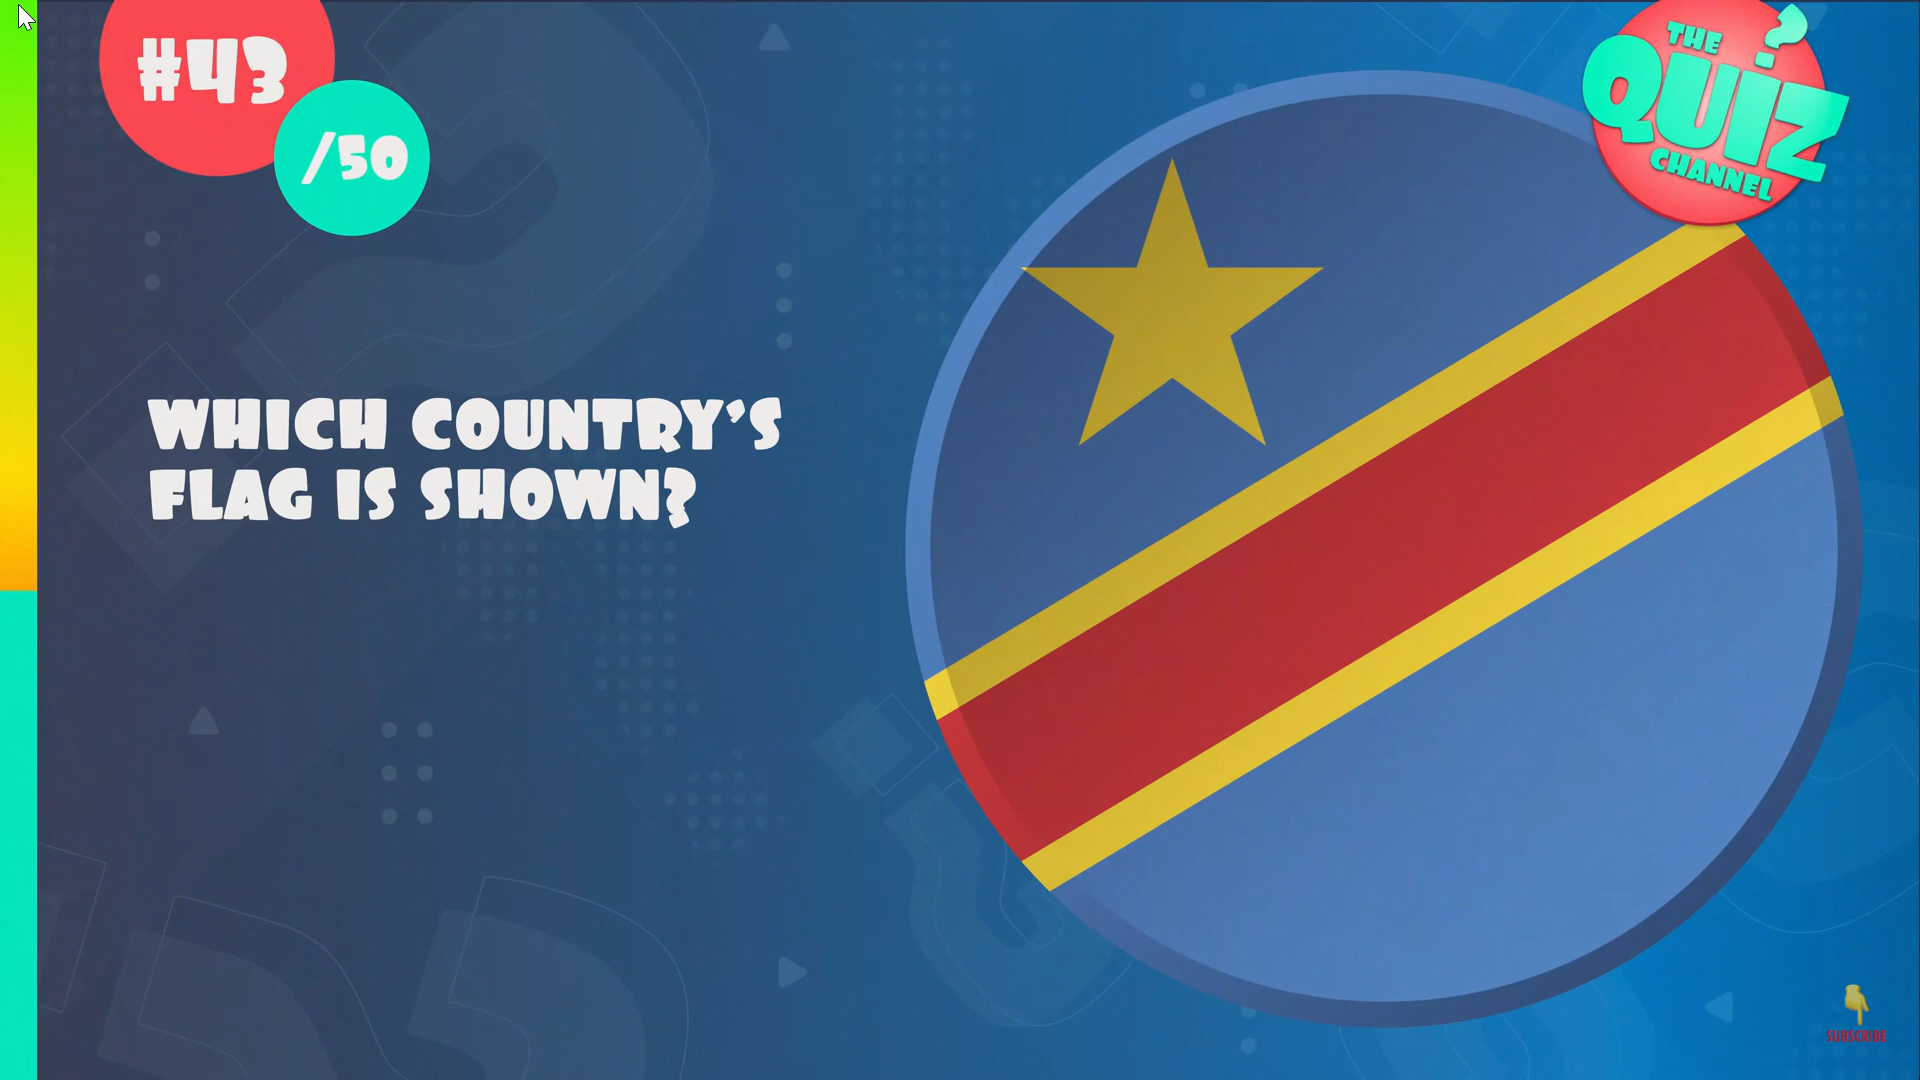 #43
/50
THE
QUIZ
CHANNEL
WHICH COUNTRY'S
FLAG IS SHOWN?
SUBSCRIBE